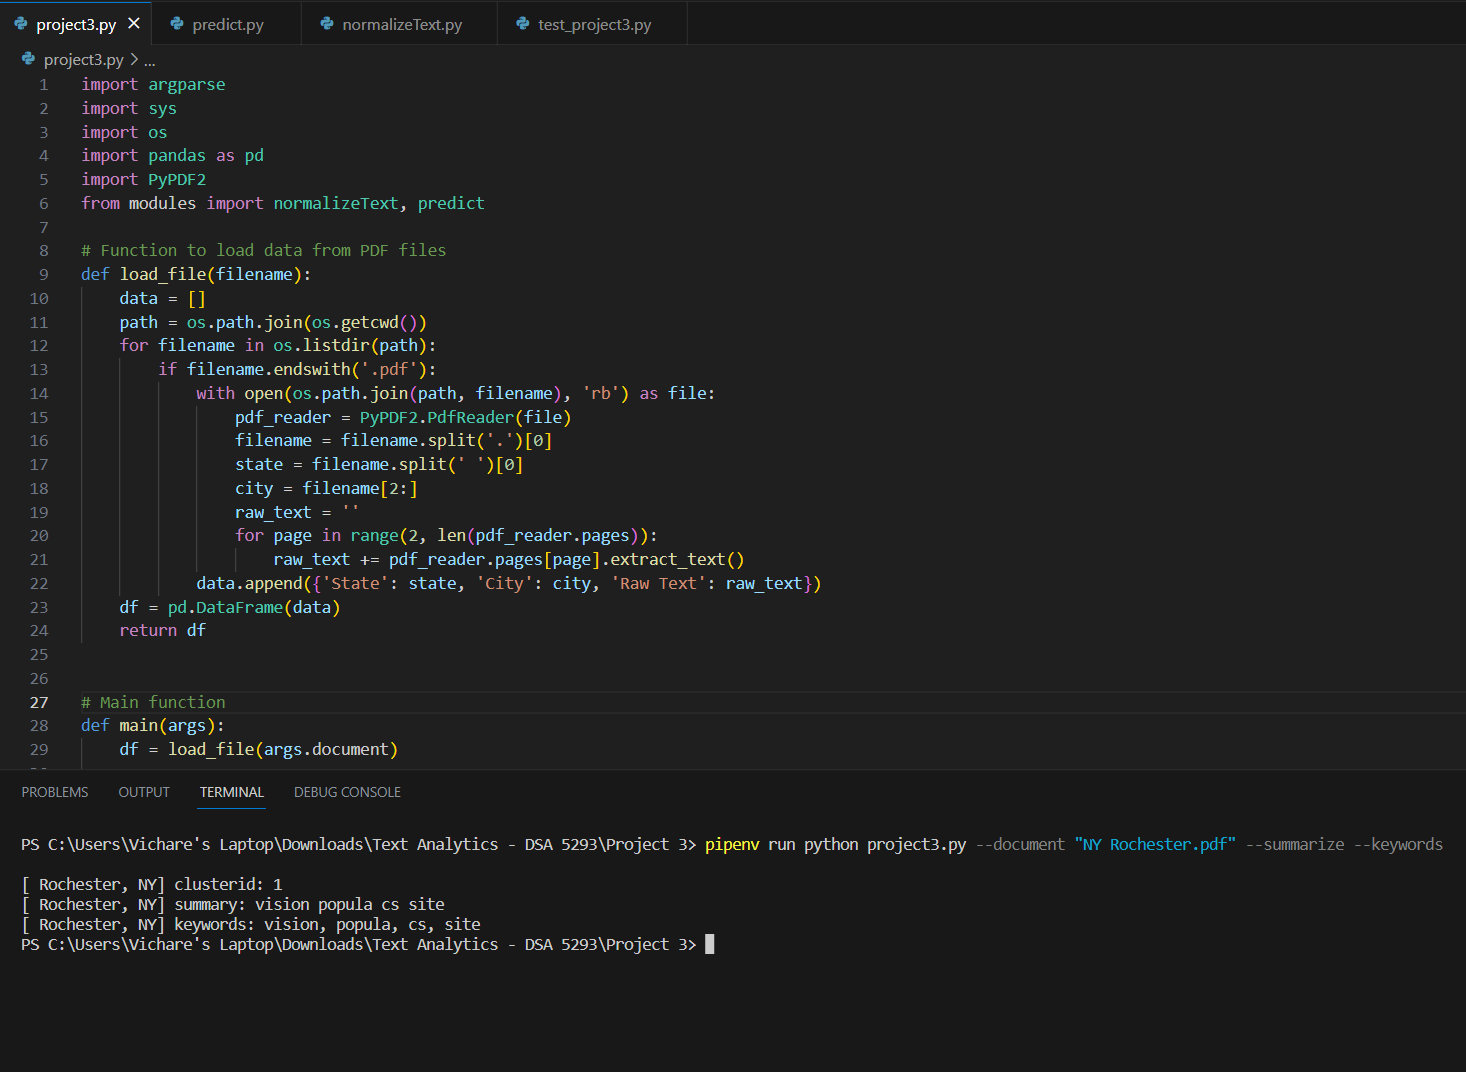 project3.py
predict.py
normalizeText.py
test_project3.py
project3.py > ...
1 import argparse
2 import sys
3 import os
4 import pandas as pd
5 import PyPDF2
6 from modules import normalizeText, predict
7
8 # Function to load data from PDF files
9 def load_file(filename):
10     data = []
11     path = os.path.join(os.getcwd())
12     for filename in os.listdir(path):
13         if filename.endswith('.pdf'):
14             with open(os.path.join(path, filename), 'rb') as file:
15                 pdf_reader = PyPDF2.PdfReader(file)
16                 filename = filename.split('.')[0]
17                 state = filename.split(' ')[0]
18                 city = filename[2:]
19                 raw_text = ''
20                 for page in range(2, len(pdf_reader.pages)):
21                     raw_text += pdf_reader.pages[page].extract_text()
22             data.append({'State': state, 'City': city, 'Raw Text': raw_text})
23     df = pd.DataFrame(data)
24     return df
25
26
27 # Main function
28 def main(args):
29     df = load_file(args.document)
PROBLEMS OUTPUT TERMINAL DEBUG CONSOLE
PS C:\Users\Vichare's Laptop\Downloads\Text Analytics - DSA 5293\Project 3> pipenv run python project3.py --document "NY Rochester.pdf" --summarize --keywords
[ Rochester, NY] clusterid: 1
[ Rochester, NY] summary: vision popula cs site
[ Rochester, NY] keywords: vision, popula, cs, site
PS C:\Users\Vichare's Laptop\Downloads\Text Analytics - DSA 5293\Project 3>